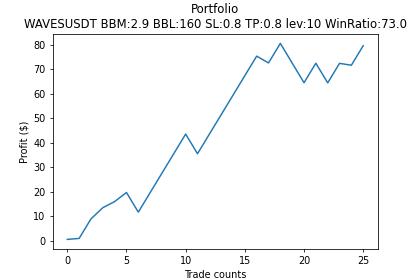 Portfolio
WAVESUSDT BBM:2.9 BBL:160 SL:0.8 TP:0.8 lev:10 WinRatio:73.0
80
70
60
50
40
30
20
10
0
Profit ($)
0 5 10 15 20 25
Trade counts